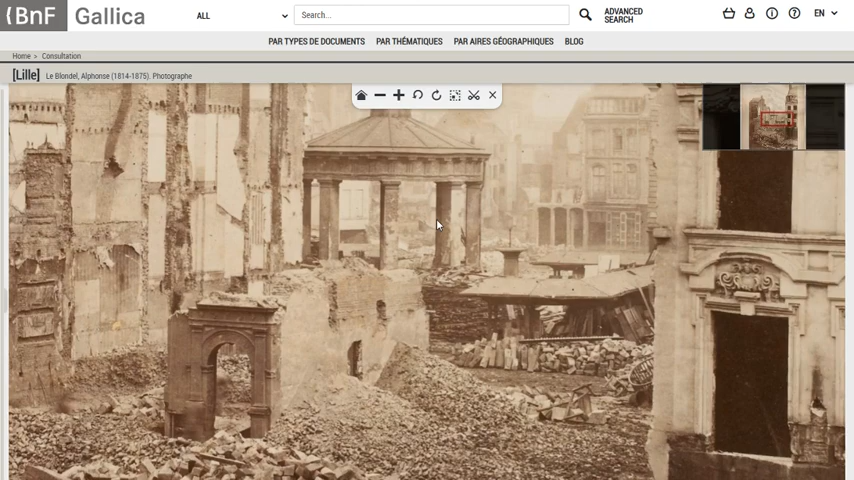 BnF Gallica ALL Search... ADVANCED SEARCH EN
PAR TYPES DE DOCUMENTS PAR THÉMATIQUES PAR AIRES GÉOGRAPHIQUES BLOG
Home > Consultation
[Lille] Le Blondel, Alphonse (1814-1875). Photographe